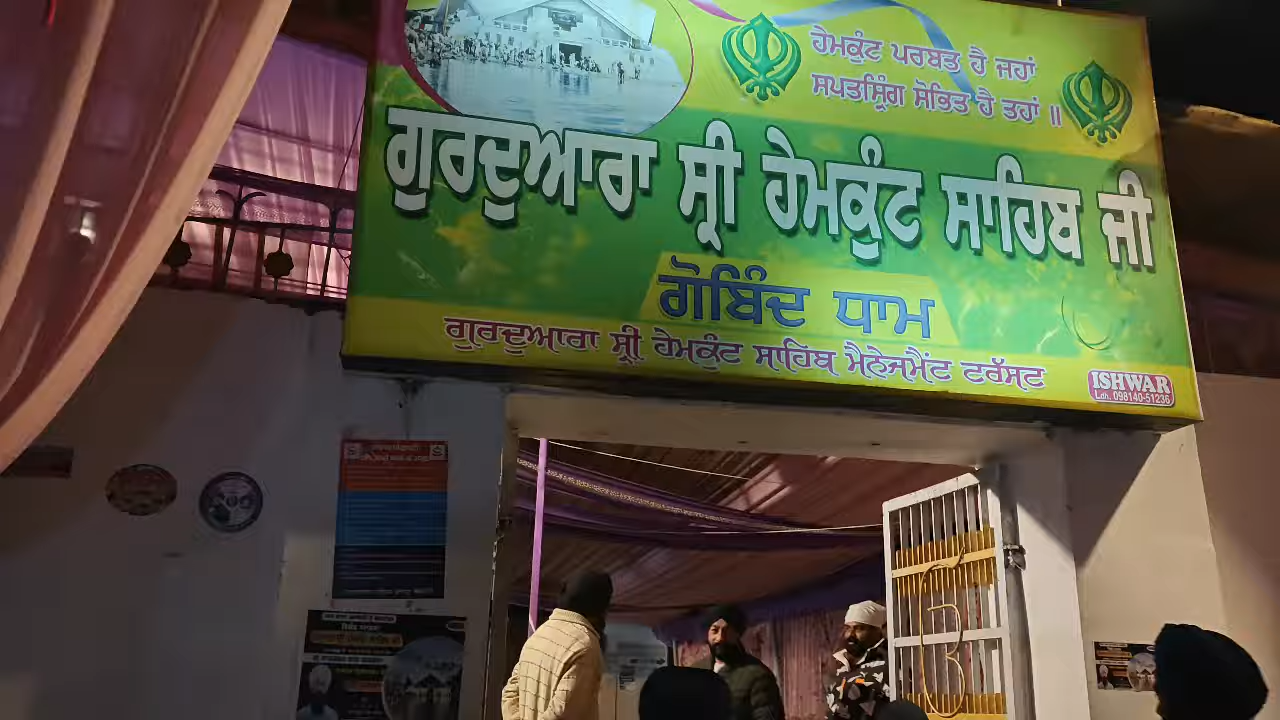 ਹੇਮਕੁੰਟ ਪਰਬਤ ਹੈ ਜਹਾਂ
ਸਪਤਸ੍ਰਿੰਗ ਸੋਭਿਤ ਹੈ ਤਹਾਂ ॥
ਗੁਰਦੁਆਰਾ ਸ੍ਰੀ ਹੇਮਕੁੰਟ ਸਾਹਿਬ ਜੀ
ਗੋਬਿੰਦ ਧਾਮ
ਗੁਰਦੁਆਰਾ ਸ੍ਰੀ ਹੇਮਕੁੰਟ ਸਾਹਿਬ ਮੈਨੇਜਮੈਂਟ ਟਰੱਸਟ
ISHWAR
Ldh. 098140-51236